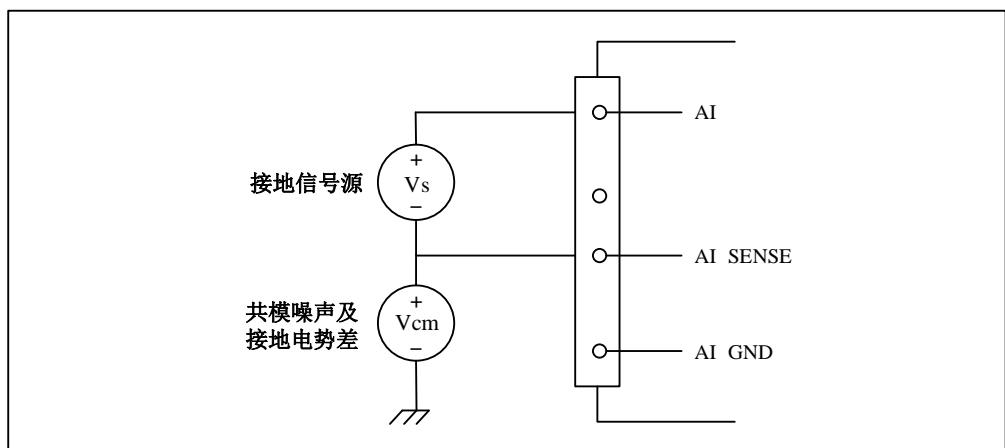 AI
+
接地信号源
Vs
−
AI SENSE
+
共模噪声及
接地电势差
Vcm
−
AI GND